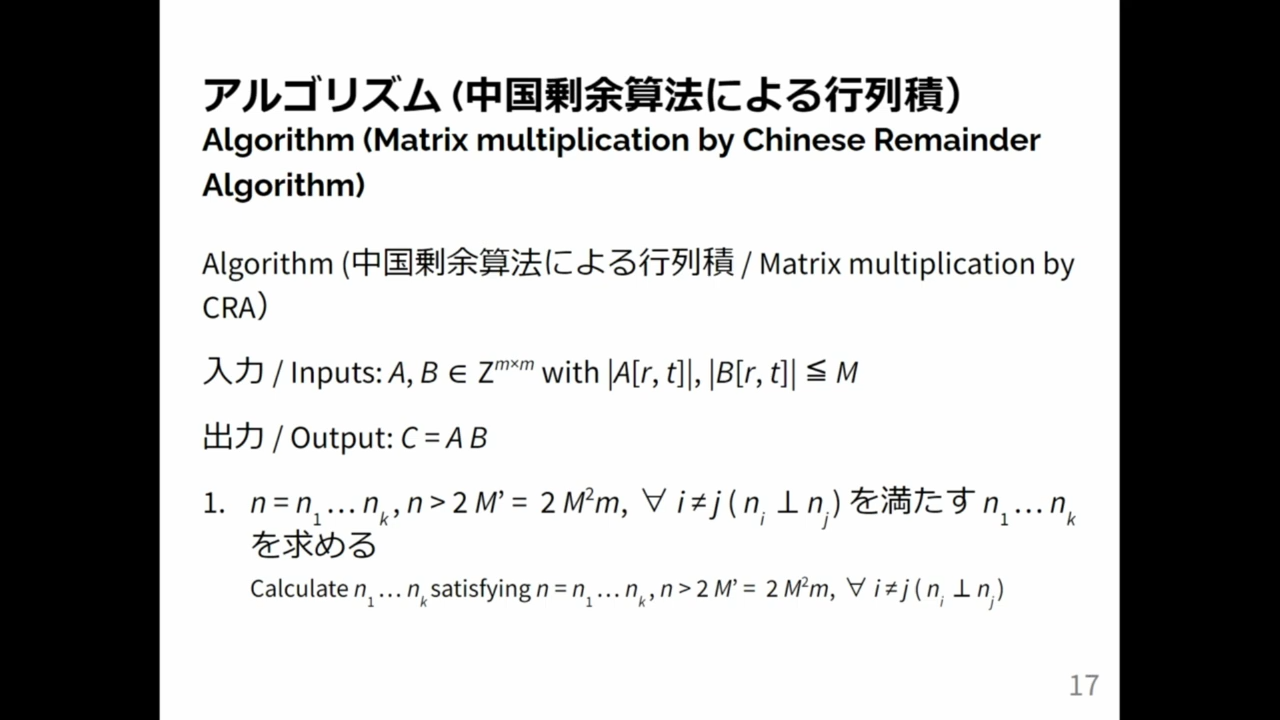 アルゴリズム (中国剰余算法による行列積）
Algorithm (Matrix multiplication by Chinese Remainder
Algorithm)
Algorithm (中国剰余算法による行列積 / Matrix multiplication by
CRA）
入力 / Inputs: A, B ∈ Z^{m×m} with |A[r, t]|, |B[r, t]| ≦ M
出力 / Output: C = A B
1. n = n_1 … n_k, n > 2 M’ = 2 M^2m, ∀ i ≠ j ( n_i ⊥ n_j) を満たす n_1 … n_k
を求める
Calculate n_1 … n_k satisfying n = n_1 … n_k, n > 2 M’ = 2 M^2m, ∀ i ≠ j ( n_i ⊥ n_j)
17